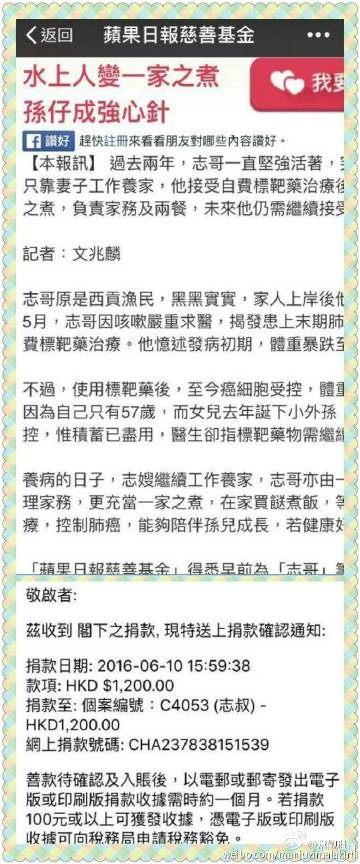 返回 蘋果日報慈善基金
水上人變一家之煮
孫仔成強心針
我要
讚好 趕快註冊來看看朋友對哪些內容讚好。
【本報訊】過去兩年，志哥一直堅強活著，
只靠妻子工作養家，他接受自費標靶藥治療後
之煮，負責家務及兩餐，未來他仍需繼續接受
記者：文兆麟
志哥原是西貢漁民，黑黑實實，家人上岸後他
5月，志哥因咳嗽嚴重求醫，揭發患上末期肺
費標靶藥治療。他憶述發病初期，體重暴跌至
不過，使用標靶藥後，至今癌細胞受控，體重
因為自己只有57歲，而女兒去年誕下小外孫
控，惟積蓄已盡用，醫生卻指標靶藥物需繼續
養病的日子，志嫂繼續工作養家，志哥亦由一
理家務，更充當一家之煮，在家買餸煮飯，等
療，控制肺癌，能夠陪伴孫兒成長，若健康好
「蘋果日報慈善基金」得悉早前為「志哥」籌
敬啟者:
茲收到 閣下之捐款, 現特送上捐款確認通知:
捐款日期: 2016-06-10 15:59:38
款項: HKD $1,200.00
捐款至: 個案編號：C4053 (志叔) -
HKD1,200.00
網上捐款號碼: CHA237838151539
善款待確認及入賬後，以電郵或郵寄發出電子
版或印刷版捐款收據需時約一個月。若捐款
100元或以上可獲發收據，憑電子版或印刷版
收據可向稅務局申請稅務豁免。